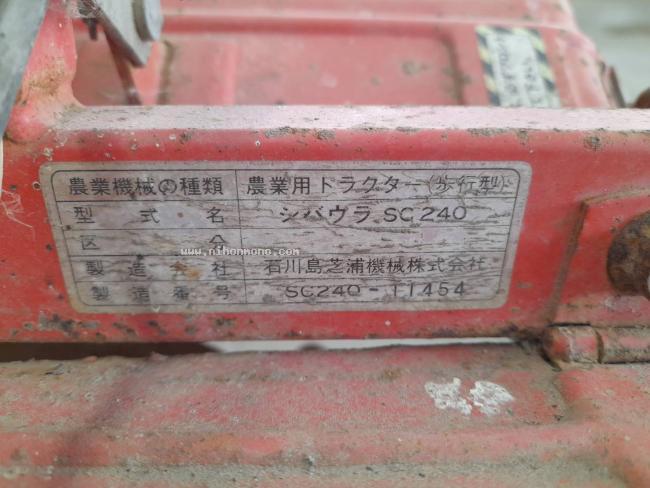 農業機械の種類 農業用トラクター(歩行型)
型式名 シバウラ SC240
区分 -
www.nihonmono.com
製造会社 石川島芝浦機械株式会社
製造番号 SC240-11454